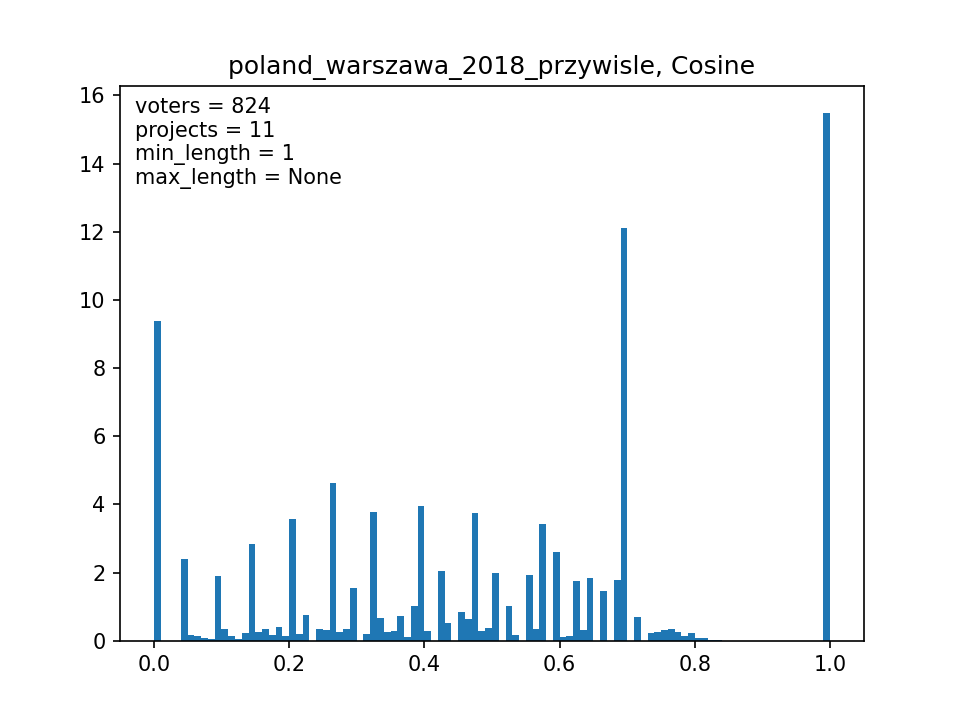 poland_warszawa_2018_przywisle, Cosine
voters = 824
projects = 11
min_length = 1
max_length = None
16
14
12
10
8
6
4
2
0
0.0 0.2 0.4 0.6 0.8 1.0